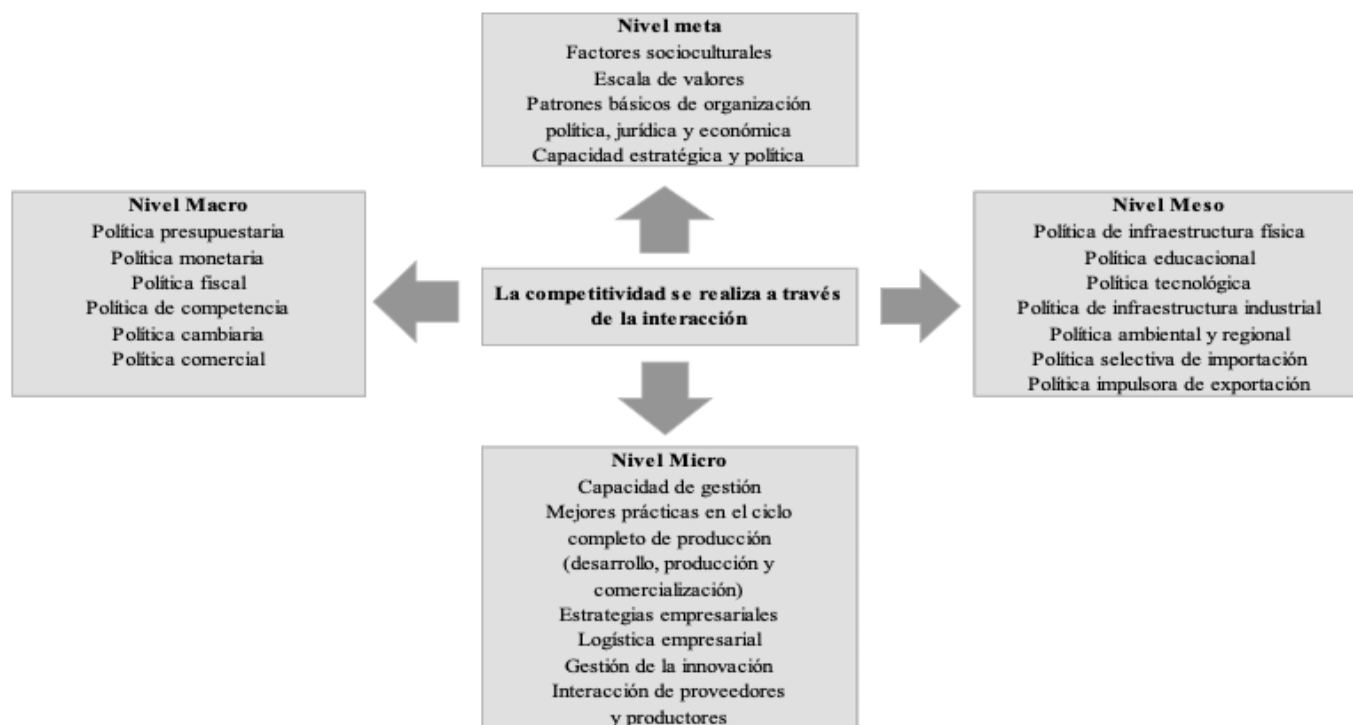 Nivel meta
Factores socioculturales
Escala de valores
Patrones básicos de organización
política, jurídica y económica
Capacidad estratégica y política
Nivel Macro
Política presupuestaria
Política monetaria
Política fiscal
Política de competencia
Política cambiaria
Política comercial
La competitividad se realiza a través
de la interacción
Nivel Meso
Política de infraestructura física
Política educacional
Política tecnológica
Política de infraestructura industrial
Política ambiental y regional
Política selectiva de importación
Política impulsora de exportación
Nivel Micro
Capacidad de gestión
Mejores prácticas en el ciclo
completo de producción
(desarrollo, producción y
comercialización)
Estrategias empresariales
Logística empresarial
Gestión de la innovación
Interacción de proveedores
y productores